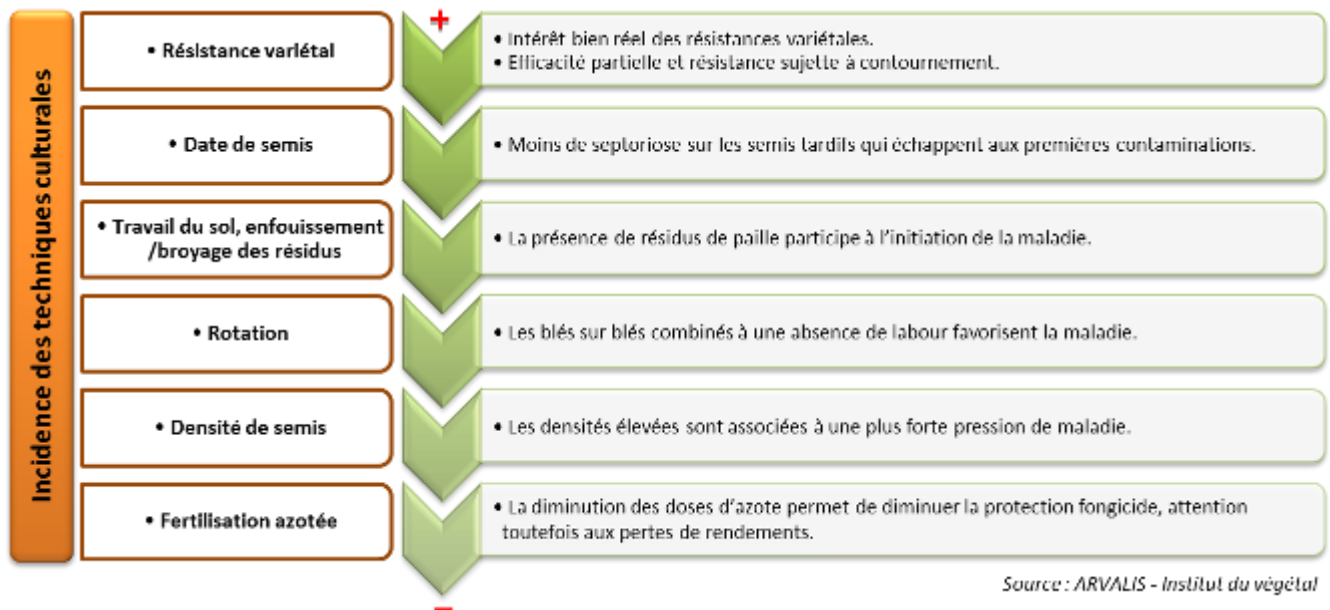 Incidence des techniques culturales
+
• Résistance variétal
• Intérêt bien réel des résistances variétales.
• Efficacité partielle et résistance sujette à contournement.
• Date de semis
• Moins de septoriose sur les semis tardifs qui échappent aux premières contaminations.
• Travail du sol, enfouissement
/broyage des résidus
• La présence de résidus de paille participe à l'initiation de la maladie.
• Rotation
• Les blés sur blés combinés à une absence de labour favorisent la maladie.
• Densité de semis
• Les densités élevées sont associées à une plus forte pression de maladie.
• Fertilisation azotée
• La diminution des doses d'azote permet de diminuer la protection fongicide, attention
toutefois aux pertes de rendements.
–
Source : ARVALIS - Institut du végétal